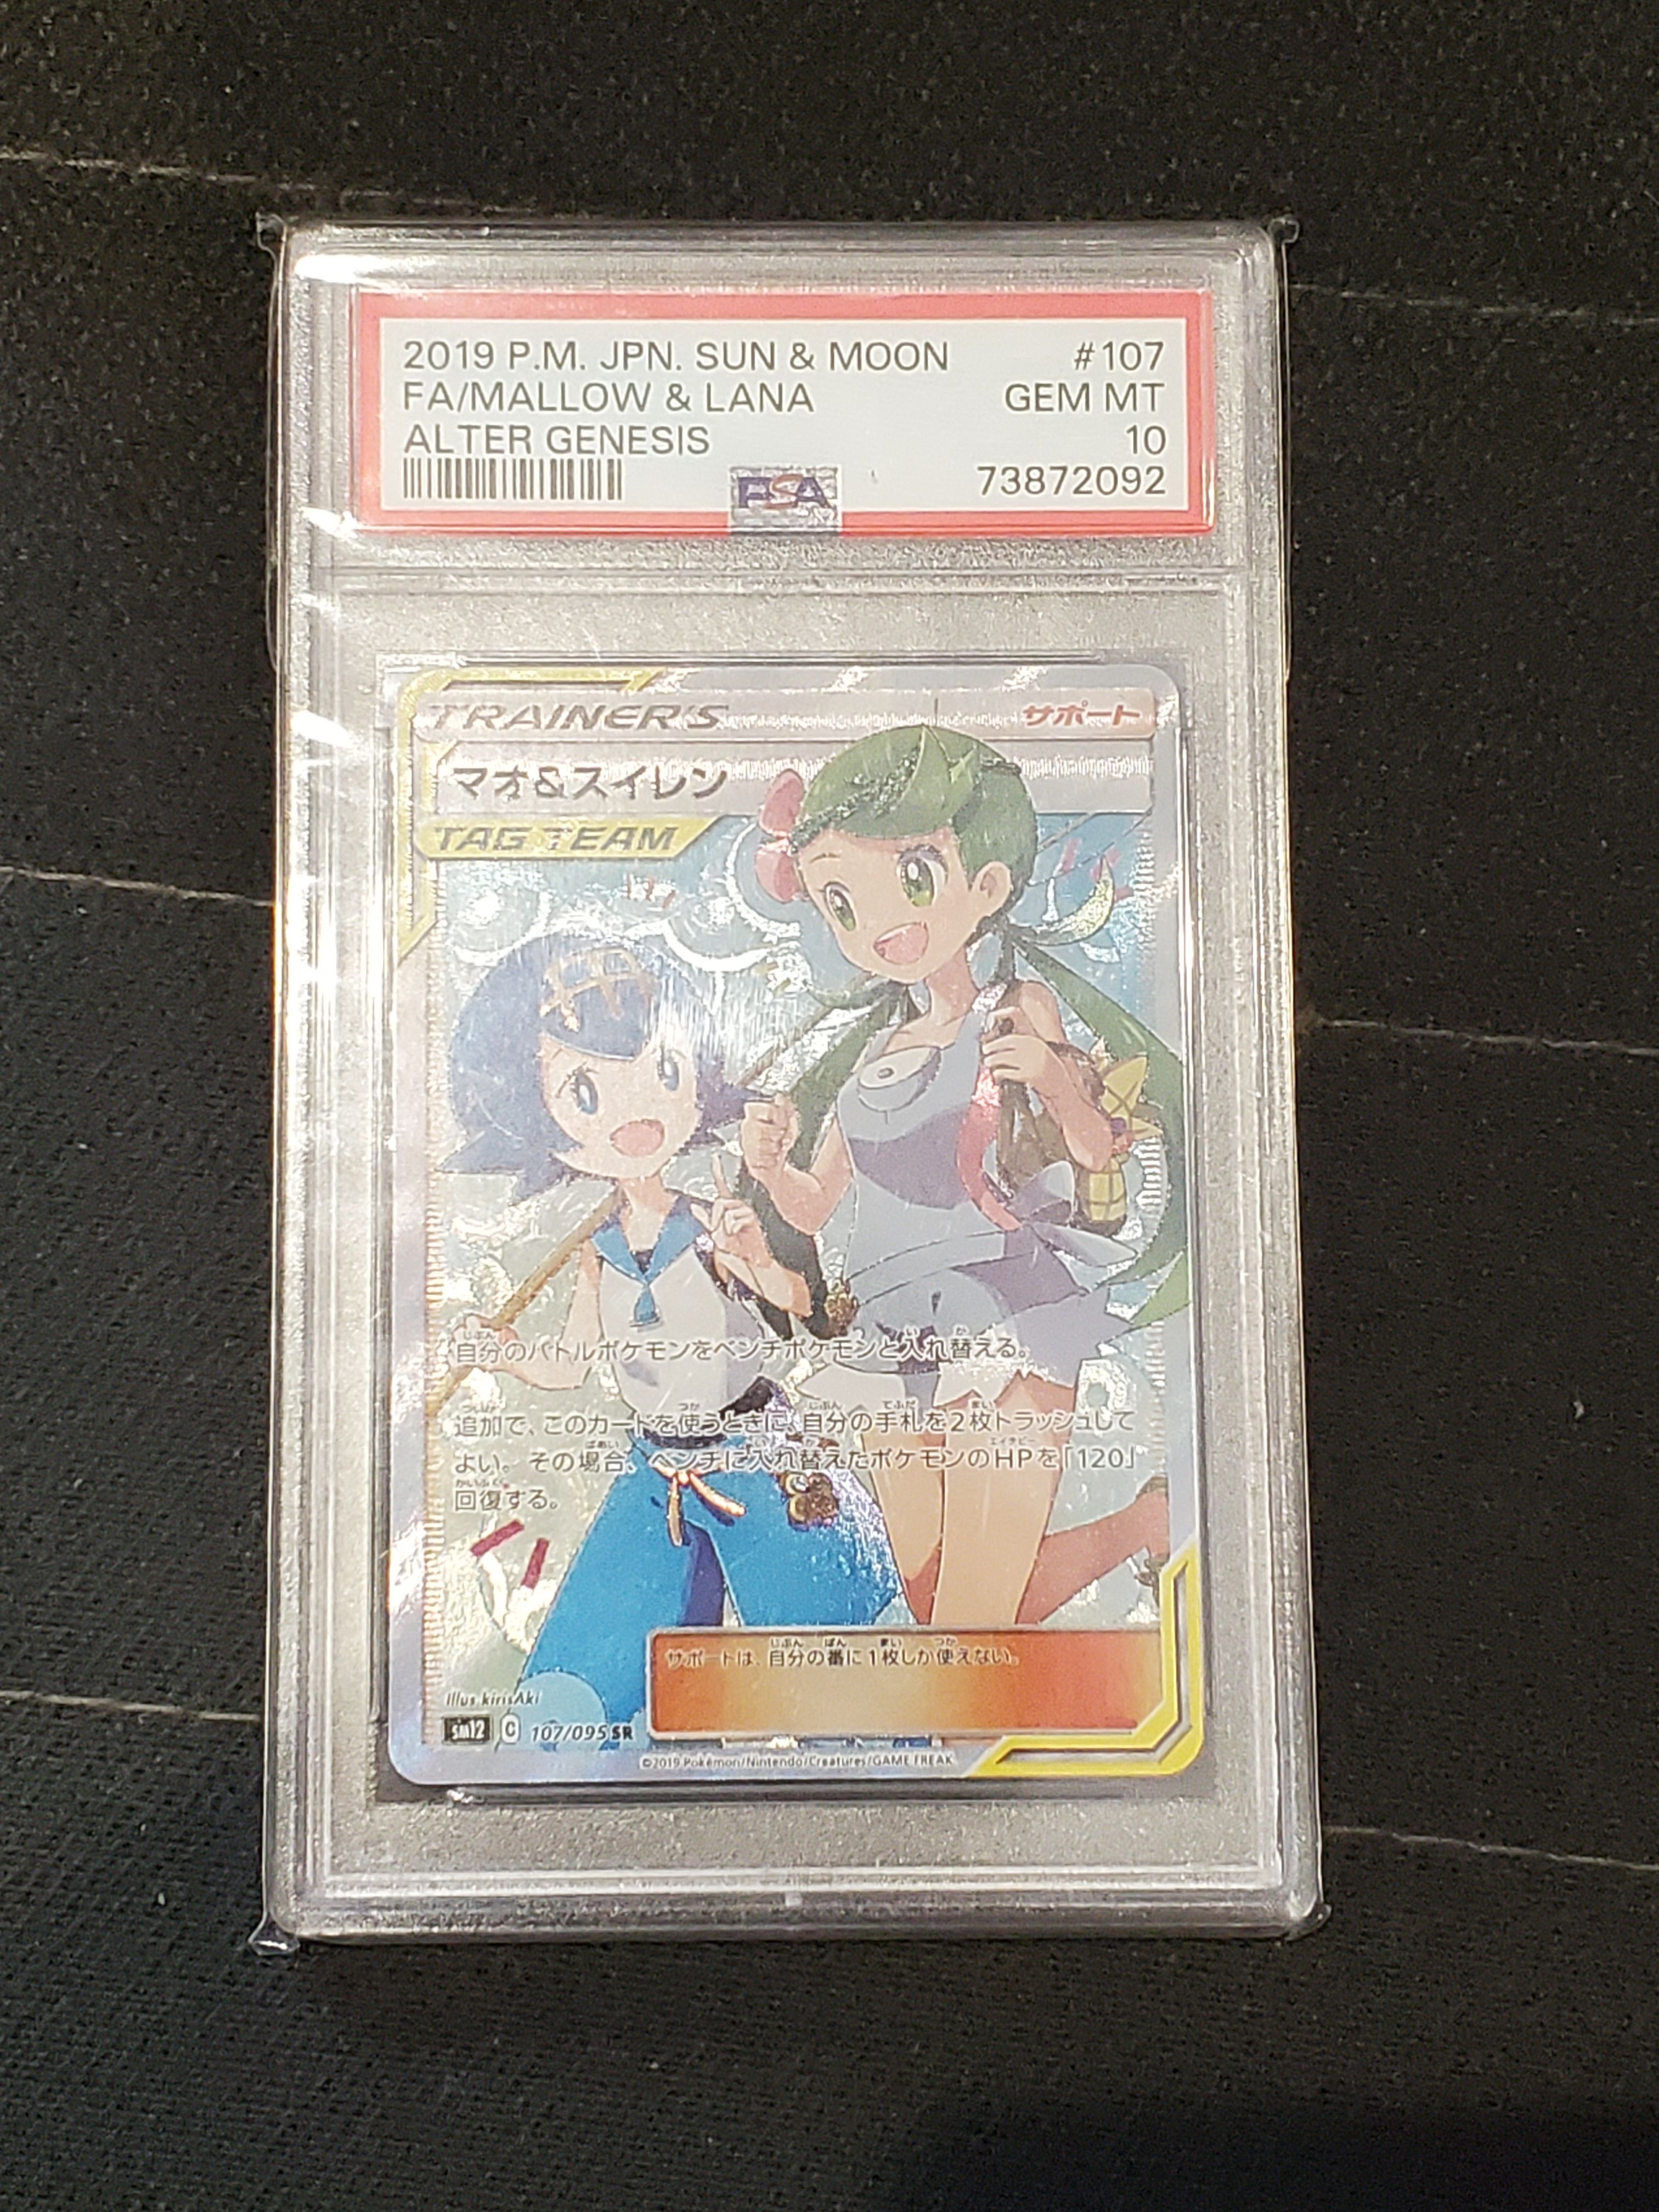 2019 P.M. JPN. SUN & MOON #107
FA/MALLOW & LANA GEM MT
ALTER GENESIS 10
PSA 73872092
TRAINER'S サポート
マオ&スイレン
TAG TEAM
自分のバトルポケモンをベンチポケモンと入れ替える。
追加で、このカードを使うときに、自分の手札を2枚トラッシュして
よい。その場合、ベンチに入れ替えたポケモンのHPを「120」
回復する。
サポートは、自分の番に1枚しか使えない。
illus.kirisAki
sm12 C 107/095 SR
©2019 Pokémon/Nintendo/Creatures/GAME FREAK